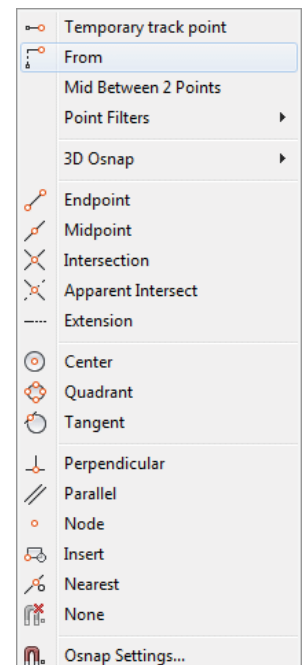 Temporary track point
From
Mid Between 2 Points
Point Filters
3D Osnap
Endpoint
Midpoint
Intersection
Apparent Intersect
Extension
Center
Quadrant
Tangent
Perpendicular
Parallel
Node
Insert
Nearest
None
Osnap Settings...